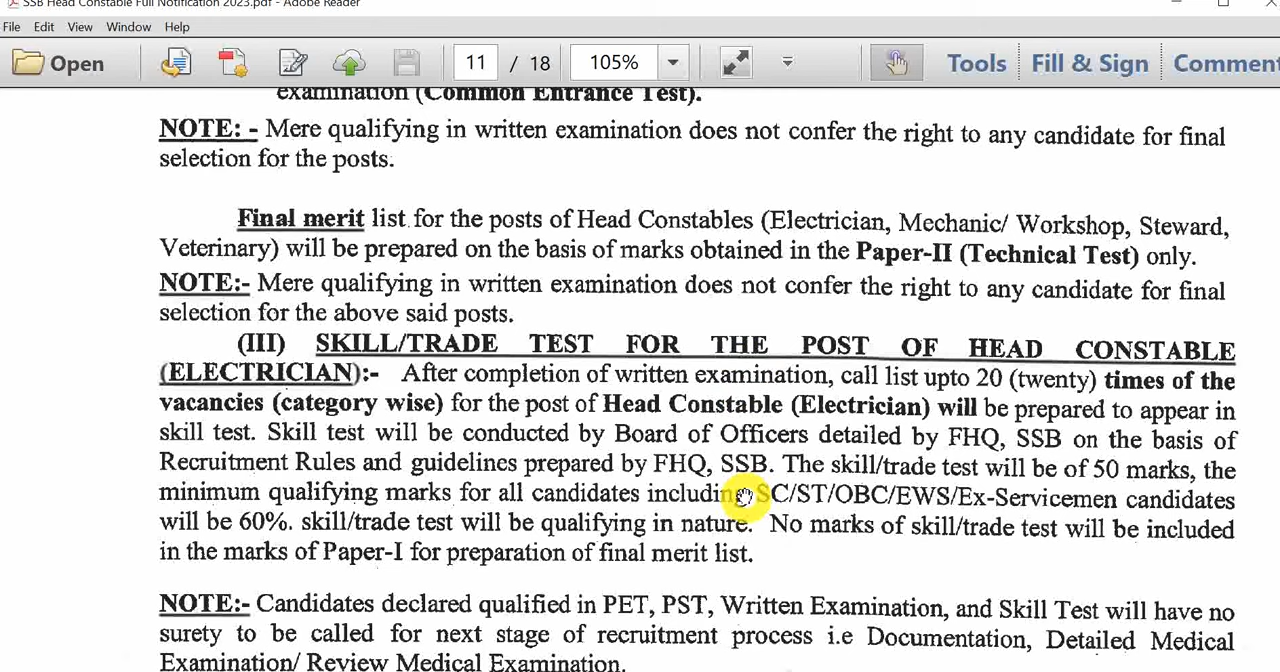 SSB Head Constable Full Notification 2023.pdf - Adobe Reader
File Edit View Window Help
Open 11 / 18 105% Tools Fill & Sign Comment
examination (Common Entrance Test).
NOTE: - Mere qualifying in written examination does not confer the right to any candidate for final
selection for the posts.
Final merit list for the posts of Head Constables (Electrician, Mechanic/ Workshop, Steward,
Veterinary) will be prepared on the basis of marks obtained in the Paper-II (Technical Test) only.
NOTE:- Mere qualifying in written examination does not confer the right to any candidate for final
selection for the above said posts.
(III) SKILL/TRADE TEST FOR THE POST OF HEAD CONSTABLE
(ELECTRICIAN):- After completion of written examination, call list upto 20 (twenty) times of the
vacancies (category wise) for the post of Head Constable (Electrician) will be prepared to appear in
skill test. Skill test will be conducted by Board of Officers detailed by FHQ, SSB on the basis of
Recruitment Rules and guidelines prepared by FHQ, SSB. The skill/trade test will be of 50 marks, the
minimum qualifying marks for all candidates including SC/ST/OBC/EWS/Ex-Servicemen candidates
will be 60%. skill/trade test will be qualifying in nature. No marks of skill/trade test will be included
in the marks of Paper-I for preparation of final merit list.
NOTE:- Candidates declared qualified in PET, PST, Written Examination, and Skill Test will have no
surety to be called for next stage of recruitment process i.e Documentation, Detailed Medical
Examination/ Review Medical Examination.